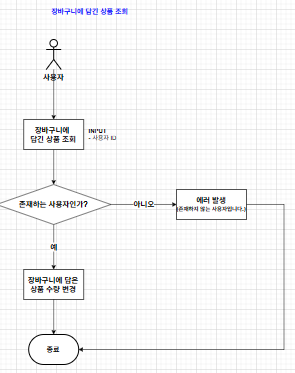 장바구니에 담긴 상품 조회
사용자
장바구니에
담긴 상품 조회
INPUT
- 사용자 ID
존재하는 사용자인가?
아니오
에러 발생
(존재하지 않는 사용자입니다.)
예
장바구니에 담은
상품 수량 변경
종료